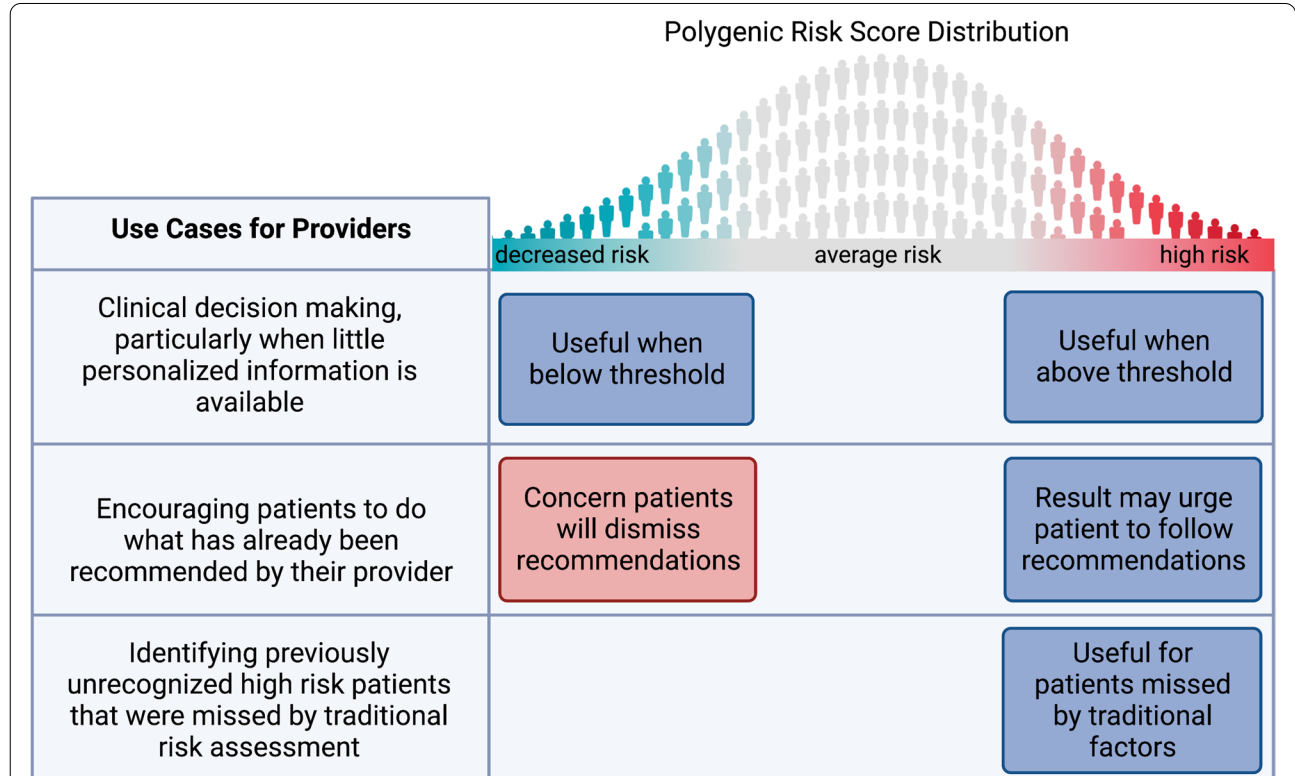 Polygenic Risk Score Distribution
Use Cases for Providers
decreased risk
average risk
high risk
Clinical decision making,
particularly when little
personalized information is
available
Useful when
below threshold
Useful when
above threshold
Encouraging patients to do
what has already been
recommended by their provider
Concern patients
will dismiss
recommendations
Result may urge
patient to follow
recommendations
Identifying previously
unrecognized high risk patients
that were missed by traditional
risk assessment
Useful for
patients missed
by traditional
factors